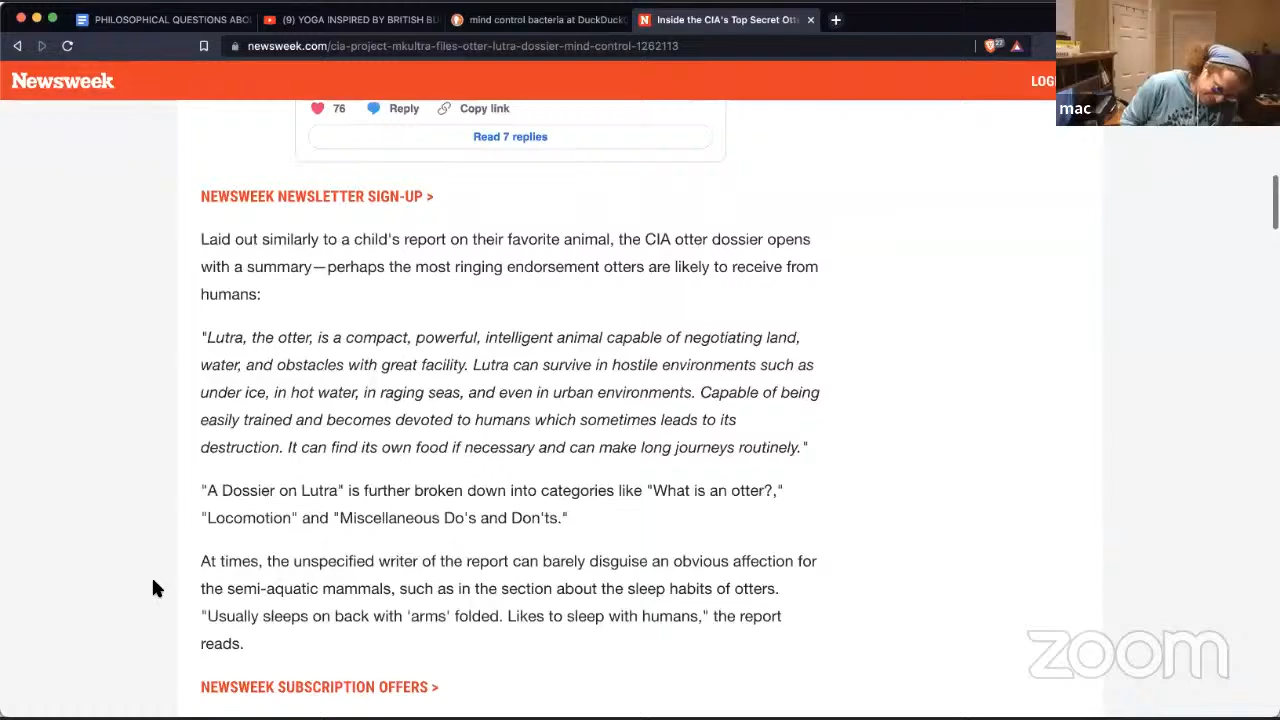 PHILOSOPHICAL QUESTIONS ABO
(9) YOGA INSPIRED BY BRITISH BU
mind control bacteria at DuckDuck
Inside the CIA's Top Secret Ott
newsweek.com/cia-project-mkultra-files-otter-lutra-dossier-mind-control-1262113
27
Newsweek
LOGI
mac
76 Reply Copy link
Read 7 replies
NEWSWEEK NEWSLETTER SIGN-UP >
Laid out similarly to a child's report on their favorite animal, the CIA otter dossier opens
with a summary—perhaps the most ringing endorsement otters are likely to receive from
humans:
"Lutra, the otter, is a compact, powerful, intelligent animal capable of negotiating land,
water, and obstacles with great facility. Lutra can survive in hostile environments such as
under ice, in hot water, in raging seas, and even in urban environments. Capable of being
easily trained and becomes devoted to humans which sometimes leads to its
destruction. It can find its own food if necessary and can make long journeys routinely."
"A Dossier on Lutra" is further broken down into categories like "What is an otter?,"
"Locomotion" and "Miscellaneous Do's and Don'ts."
At times, the unspecified writer of the report can barely disguise an obvious affection for
the semi-aquatic mammals, such as in the section about the sleep habits of otters.
"Usually sleeps on back with 'arms' folded. Likes to sleep with humans," the report
reads.
zoom
NEWSWEEK SUBSCRIPTION OFFERS >